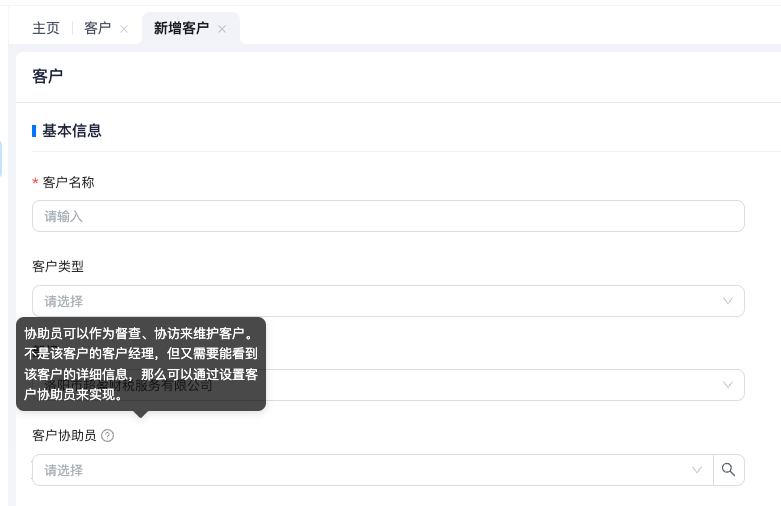 主页 客户 新增客户
客户
基本信息
* 客户名称
请输入
客户类型
请选择
协助员可以作为督查、协访来维护客户。
不是该客户的客户经理，但又需要能看到
该客户的详细信息，那么可以通过设置客
户协助员来实现。
洛阳市超盈财税服务有限公司
客户协助员
请选择